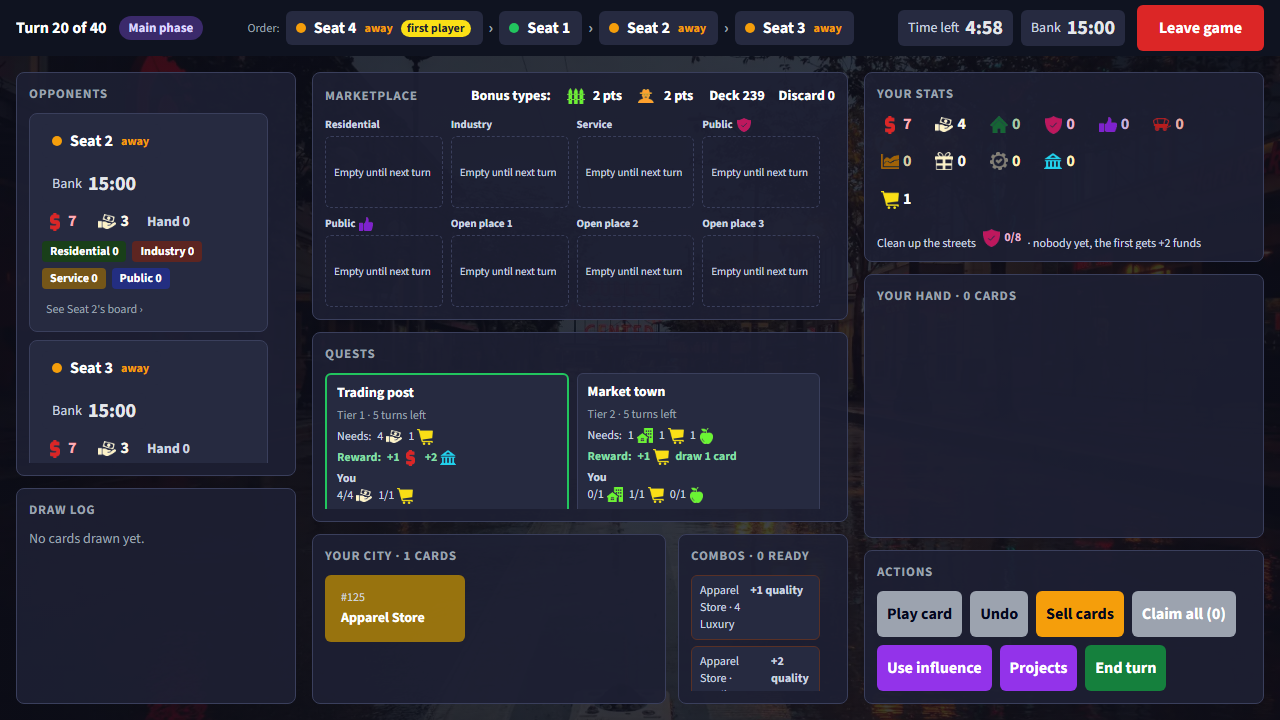 Turn 20 of 40 Main phase Order: Seat 4 away first player › Seat 1 › Seat 2 away › Seat 3 away Time left 4:58 Bank 15:00 Leave game
OPPONENTS
Seat 2 away
Bank 15:00
7 3 Hand 0
Residential 0 Industry 0
Service 0 Public 0
See Seat 2's board ›
Seat 3 away
Bank 15:00
7 3 Hand 0
DRAW LOG
No cards drawn yet.
MARKETPLACE Bonus types: 2 pts 2 pts Deck 239 Discard 0
Residential Industry Service Public
Empty until next turn Empty until next turn Empty until next turn Empty until next turn
Public Open place 1 Open place 2 Open place 3
Empty until next turn Empty until next turn Empty until next turn Empty until next turn
QUESTS
Trading post
Tier 1 · 5 turns left
Needs: 4 1
Reward: +1 +2
You
4/4 1/1
Market town
Tier 2 · 5 turns left
Needs: 1 1 1
Reward: +1 draw 1 card
You
0/1 1/1 0/1
YOUR CITY · 1 CARDS
#125
Apparel Store
COMBOS · 0 READY
Apparel +1 quality
Store · 4
Luxury
Apparel +2
Store · quality
YOUR STATS
7 4 0 0 0 0
0 0 0 0
1
Clean up the streets 0/8 · nobody yet, the first gets +2 funds
YOUR HAND · 0 CARDS
ACTIONS
Play card Undo Sell cards Claim all (0)
Use influence Projects End turn